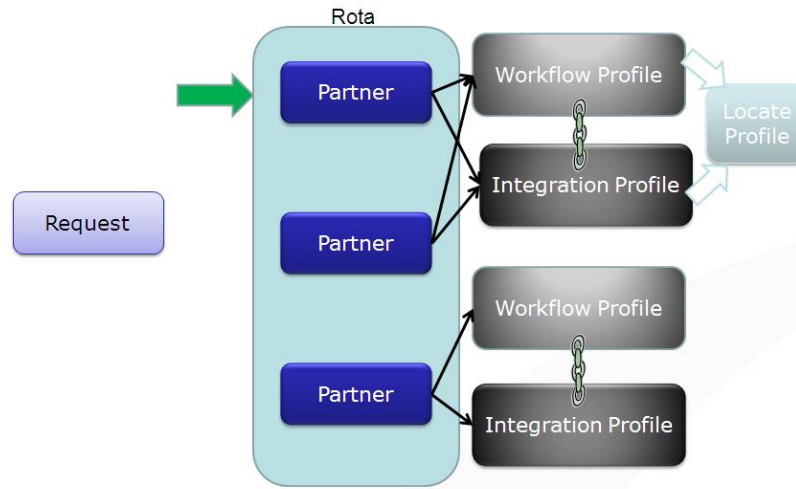 Rota
Partner
Workflow Profile
Locate
Profile
Integration Profile
Request
Partner
Workflow Profile
Partner
Integration Profile